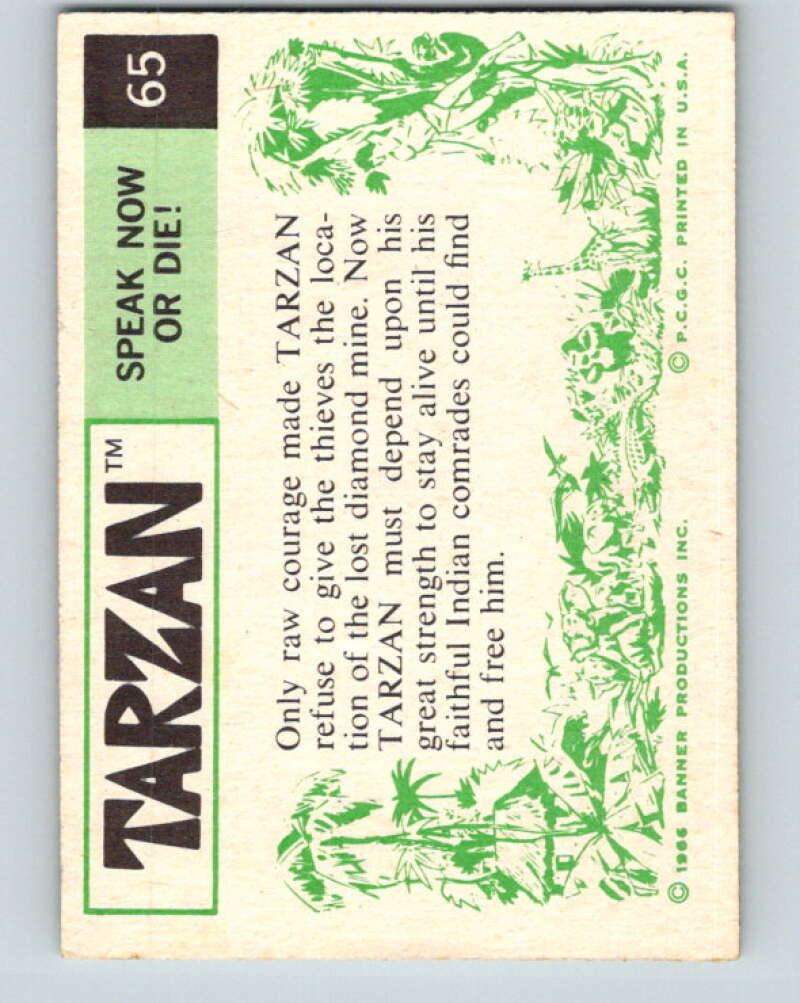 TARZAN™
SPEAK NOW
OR DIE!
65
Only raw courage made TARZAN
refuse to give the thieves the loca-
tion of the lost diamond mine. Now
TARZAN must depend upon his
great strength to stay alive until his
faithful Indian comrades could find
and free him.
© 1966 BANNER PRODUCTIONS INC.
© P.C.G.C. PRINTED IN U.S.A.